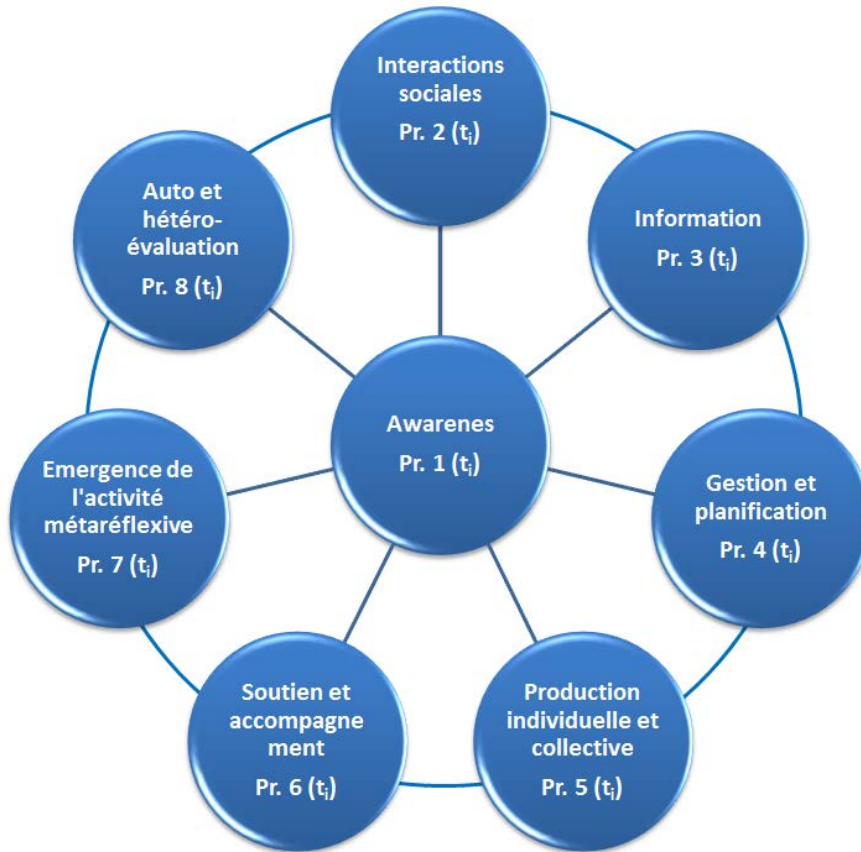 Interactions
sociales
Pr. 2 (tᵢ)
Information
Pr. 3 (tᵢ)
Gestion et
planification
Pr. 4 (tᵢ)
Production
individuelle et
collective
Pr. 5 (tᵢ)
Soutien et
accompagne
ment
Pr. 6 (tᵢ)
Emergence de
l'activité
métaréflexive
Pr. 7 (tᵢ)
Auto et
hétéro-
évaluation
Pr. 8 (tᵢ)
Awarenes
Pr. 1 (tᵢ)